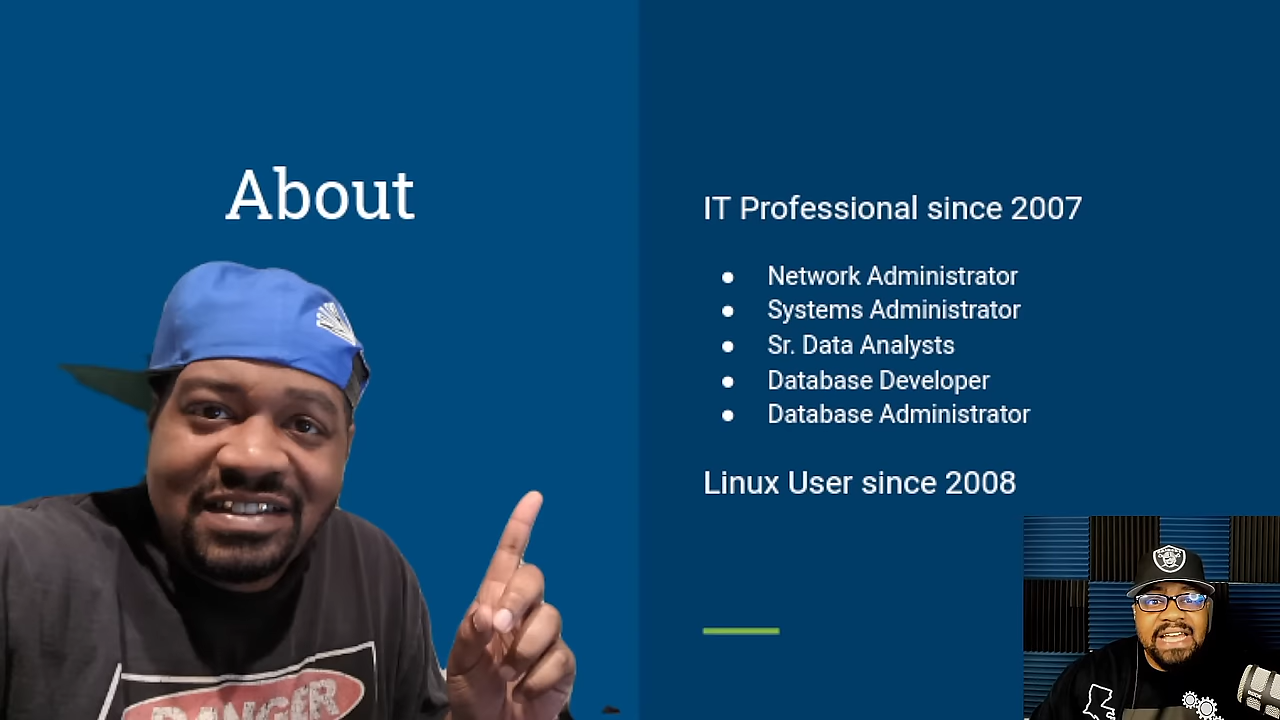 About
IT Professional since 2007
● Network Administrator
● Systems Administrator
● Sr. Data Analysts
● Database Developer
● Database Administrator
Linux User since 2008
DANGER